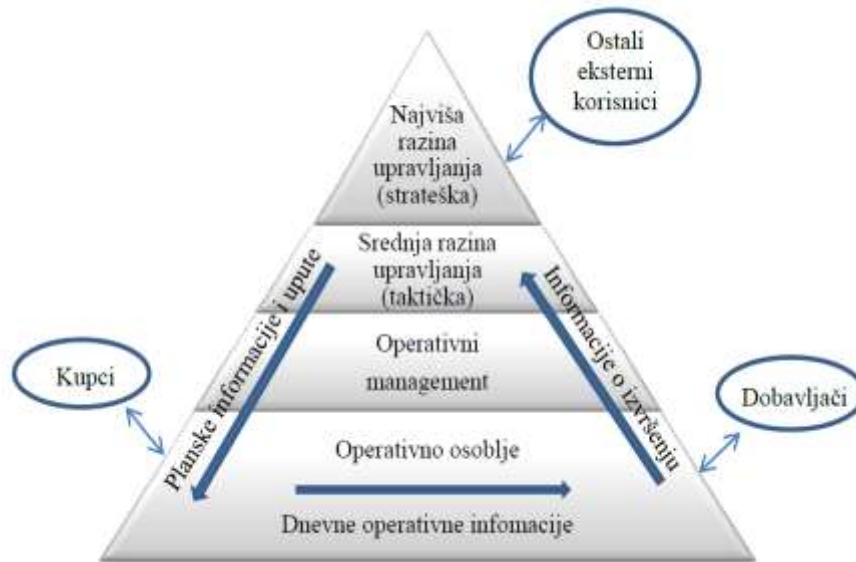 Ostali
eksterni
korisnici
Najviša
razina
upravljanja
(strateška)
Srednja razina
upravljanja
(taktička)
Planske informacije i upute
Informacije o izvršenju
Operativni
management
Kupci
Dobavljači
Operativno osoblje
Dnevne operativne infomacije